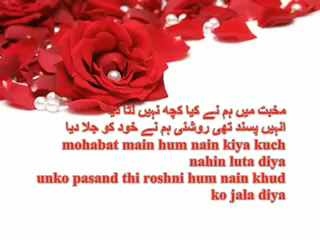 محبت میں ہم نے کیا کچھ نہیں لٹا دیا
انہیں پسند تھی روشنی ہم نے خود کو جلا دیا
mohabat main hum nain kiya kuch
nahin luta diya
unko pasand thi roshni hum nain khud
ko jala diya